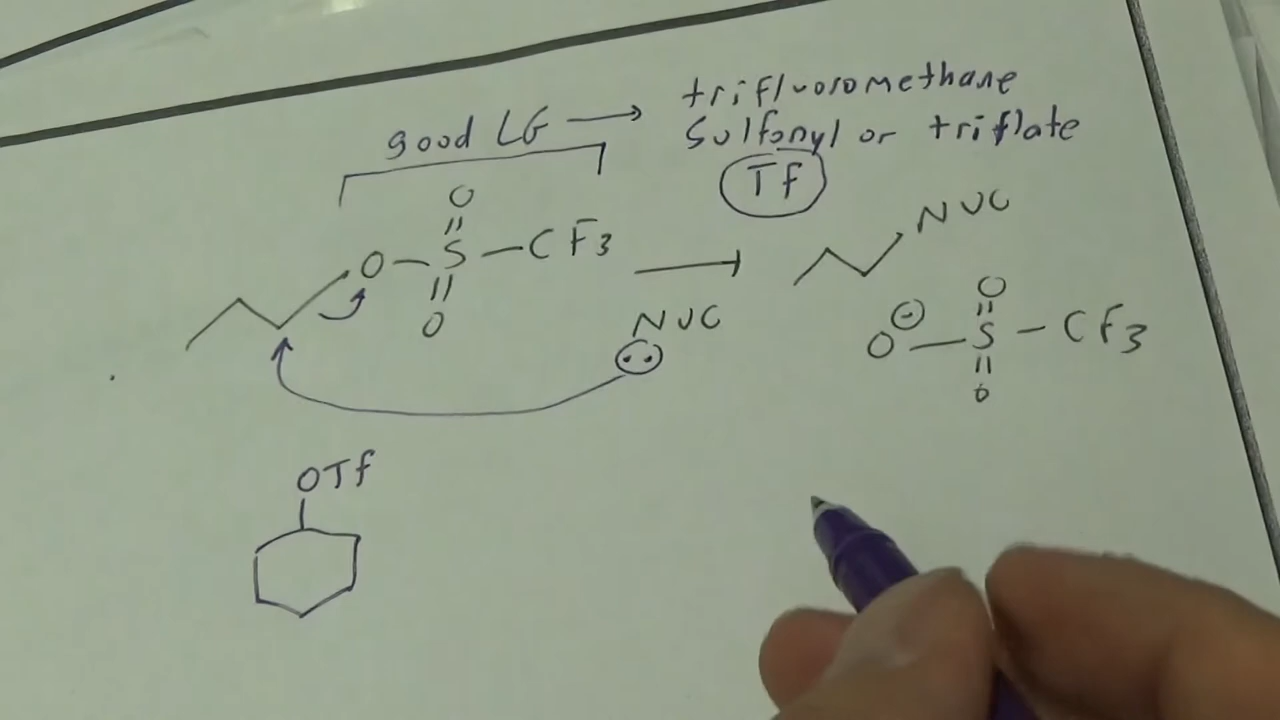 good LG → trifluoromethane
sulfonyl or triflate
Tf
O
O—S—CF3
O
NUC
NUC
O
O⊖—S—CF3
O
OTf